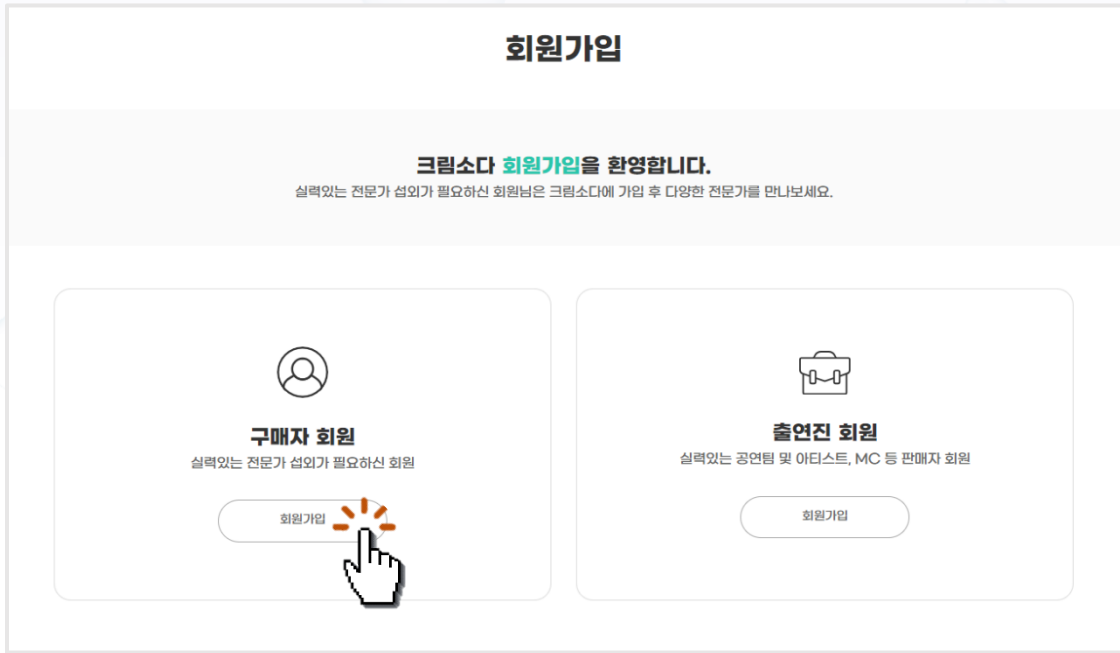 회원가입
크림소다 회원가입을 환영합니다.
실력있는 전문가 섭외가 필요하신 회원님은 크림소다에 가입 후 다양한 전문가를 만나보세요.
구매자 회원
실력있는 전문가 섭외가 필요하신 회원
회원가입
출연진 회원
실력있는 공연팀 및 아티스트, MC 등 판매자 회원
회원가입